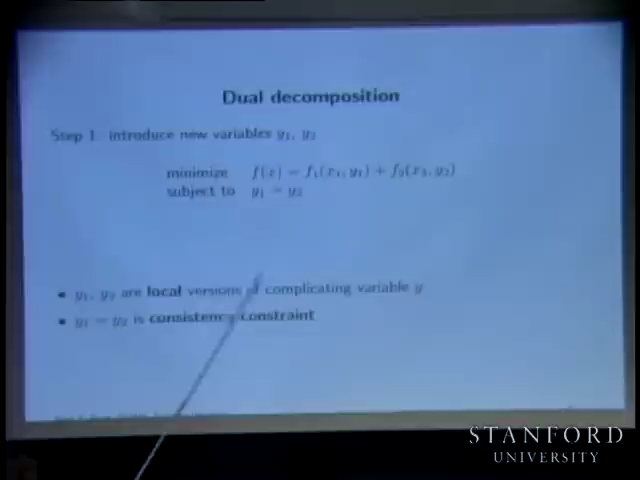 Dual decomposition
Step 1: introduce new variables y₁, y₂
minimize f(x) = f₁(x₁, y₁) + f₂(x₂, y₂)
subject to y₁ = y₂
• y₁, y₂ are local versions of complicating variable y
• y₁ = y₂ is consistency constraint
STANFORD
UNIVERSITY